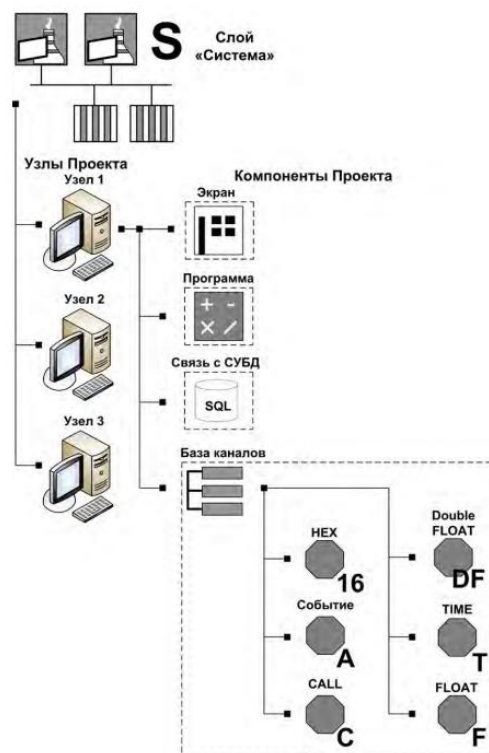 S
Слой
«Система»
Узлы Проекта
Узел 1
Компоненты Проекта
Экран
Программа
+ -
× /
Узел 2
Связь с СУБД
SQL
Узел 3
База каналов
HEX
16
Double
FLOAT
DF
Событие
A
TIME
T
CALL
C
FLOAT
F